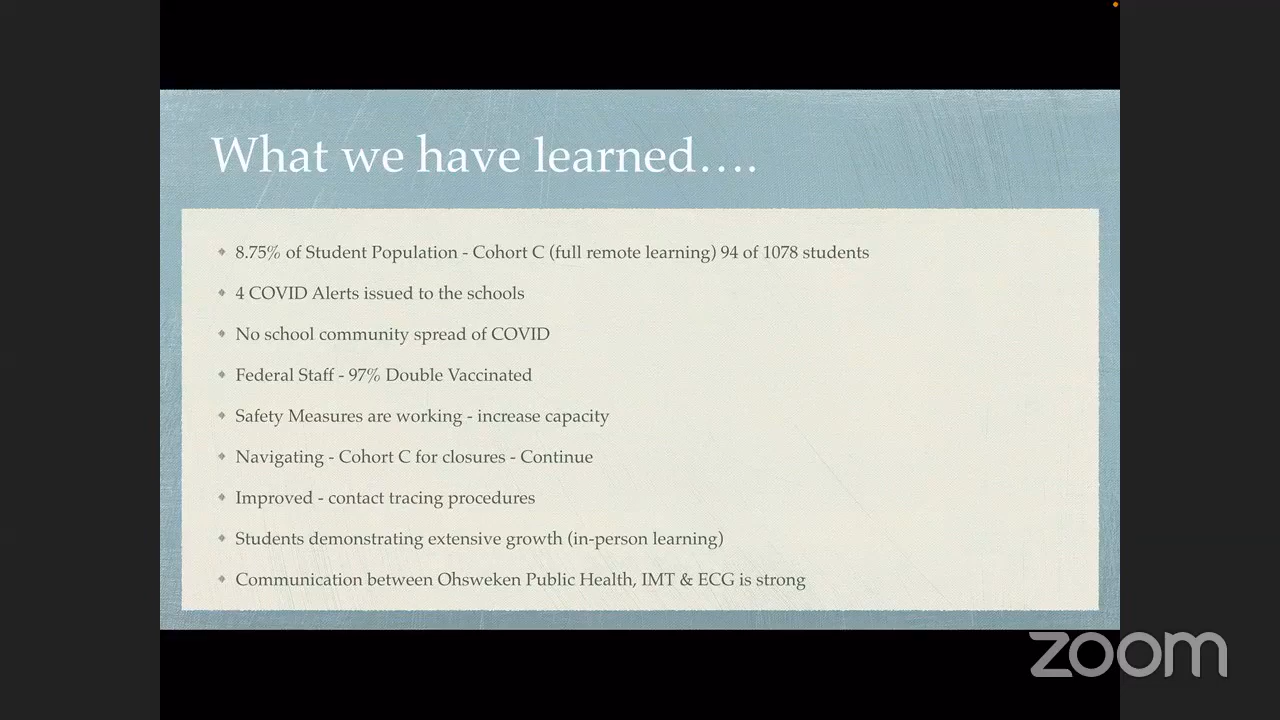 What we have learned....
8.75% of Student Population - Cohort C (full remote learning) 94 of 1078 students
4 COVID Alerts issued to the schools
No school community spread of COVID
Federal Staff - 97% Double Vaccinated
Safety Measures are working - increase capacity
Navigating - Cohort C for closures - Continue
Improved - contact tracing procedures
Students demonstrating extensive growth (in-person learning)
Communication between Ohsweken Public Health, IMT & ECG is strong
zoom